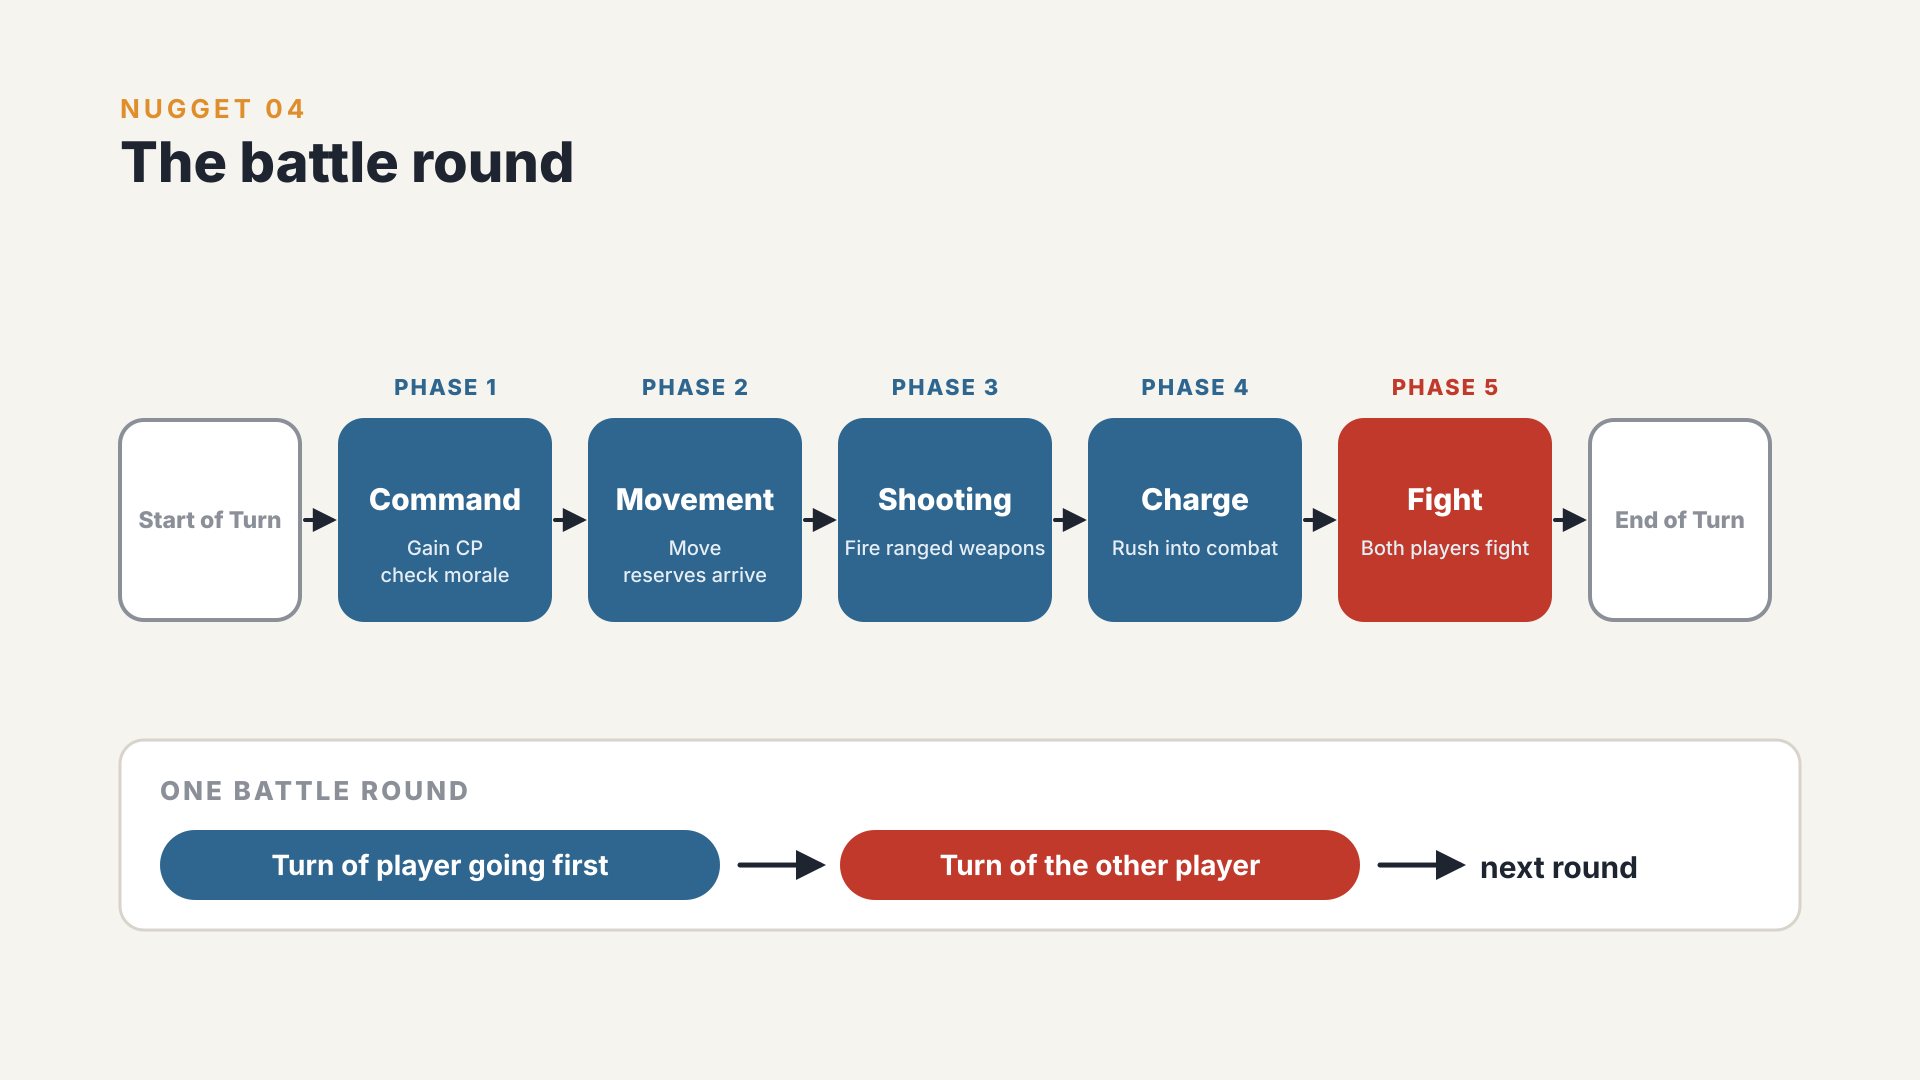 NUGGET 04
The battle round
PHASE 1
PHASE 2
PHASE 3
PHASE 4
PHASE 5
Start of Turn
Command
Gain CP
check morale
Movement
Move
reserves arrive
Shooting
Fire ranged weapons
Charge
Rush into combat
Fight
Both players fight
End of Turn
ONE BATTLE ROUND
Turn of player going first
Turn of the other player
next round